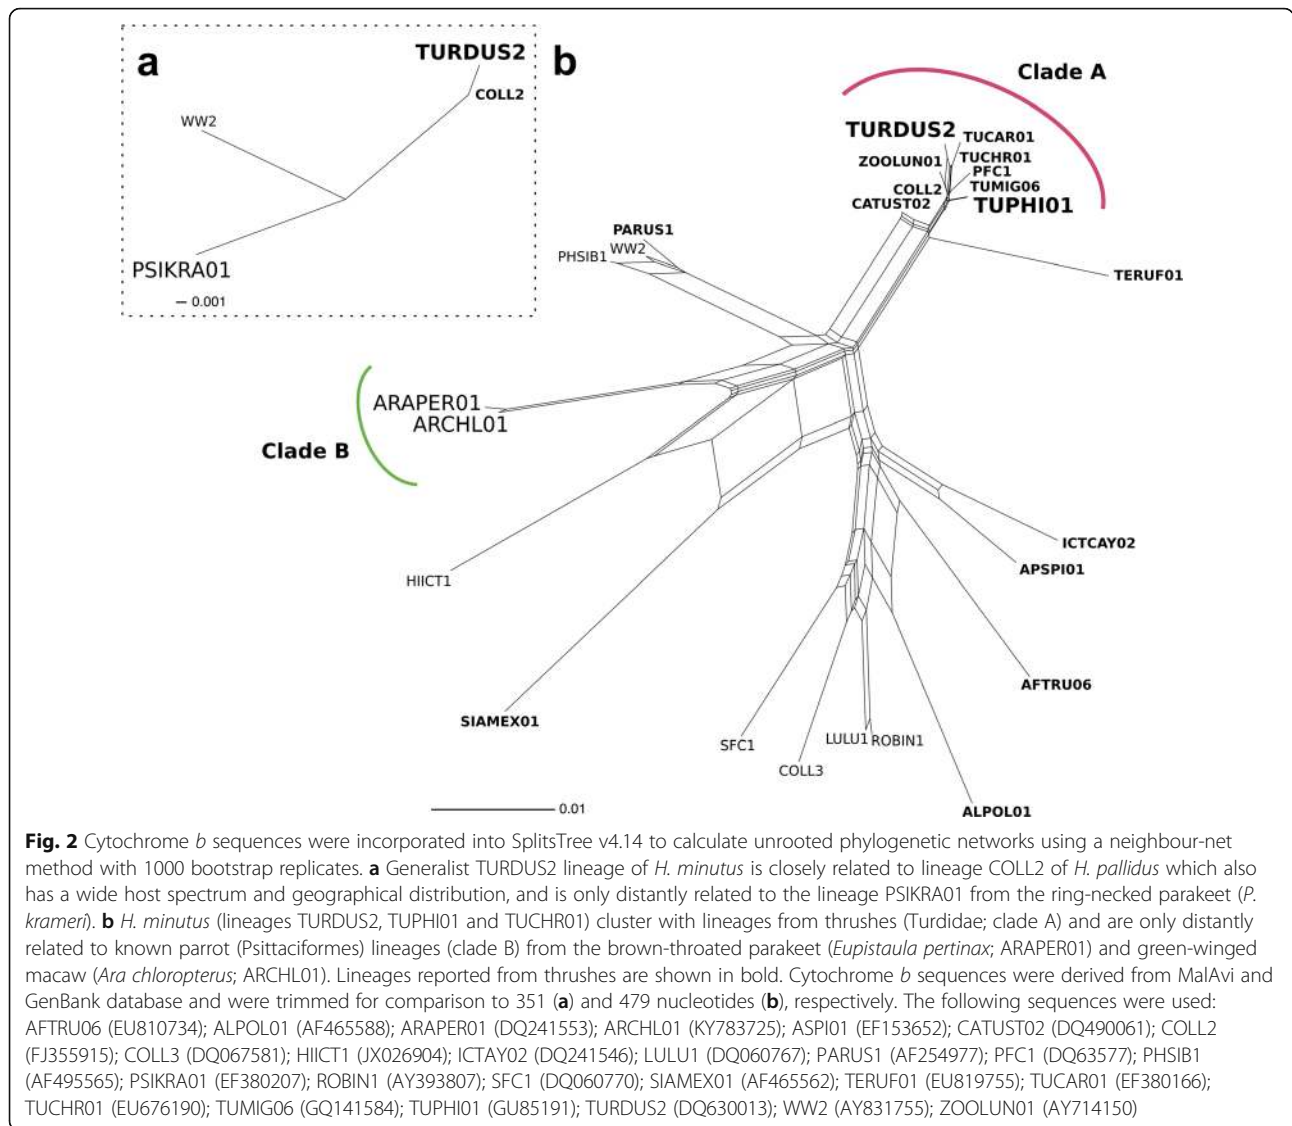 a
TURDUS2
COLL2
WW2
PSIKRA01
0.001
b
Clade A
TURDUS2
TUCAR01
ZOOLUN01
TUCHR01
PFC1
COLL2
TUMIG06
CATUST02
TUPHI01
PARUS1
WW2
PHSIB1
TERUF01
ARAPER01
ARCHL01
Clade B
ICTCAY02
APSPI01
HIICT1
AFTRU06
SIAMEX01
SFC1
LULU1
ROBIN1
COLL3
0.01
ALPOL01
Fig. 2 Cytochrome b sequences were incorporated into SplitsTree v4.14 to calculate unrooted phylogenetic networks using a neighbour-net
method with 1000 bootstrap replicates. a Generalist TURDUS2 lineage of H. minutus is closely related to lineage COLL2 of H. pallidus which also
has a wide host spectrum and geographical distribution, and is only distantly related to the lineage PSIKRA01 from the ring-necked parakeet (P.
krameri). b H. minutus (lineages TURDUS2, TUPHI01 and TUCHR01) cluster with lineages from thrushes (Turdidae; clade A) and are only distantly
related to known parrot (Psittaciformes) lineages (clade B) from the brown-throated parakeet (Eupistaula pertinax; ARAPER01) and green-winged
macaw (Ara chloropterus; ARCHL01). Lineages reported from thrushes are shown in bold. Cytochrome b sequences were derived from MalAvi and
GenBank database and were trimmed for comparison to 351 (a) and 479 nucleotides (b), respectively. The following sequences were used:
AFTRU06 (EU810734); ALPOL01 (AF465588); ARAPER01 (DQ241553); ARCHL01 (KY783725); ASPI01 (EF153652); CATUST02 (DQ490061); COLL2
(FJ355915); COLL3 (DQ067581); HIICT1 (JX026904); ICTAY02 (DQ241546); LULU1 (DQ060767); PARUS1 (AF254977); PFC1 (DQ63577); PHSIB1
(AF495565); PSIKRA01 (EF380207); ROBIN1 (AY393807); SFC1 (DQ060770); SIAMEX01 (AF465562); TERUF01 (EU819755); TUCAR01 (EF380166);
TUCHR01 (EU676190); TUMIG06 (GQ141584); TUPHI01 (GU85191); TURDUS2 (DQ630013); WW2 (AY831755); ZOOLUN01 (AY714150)